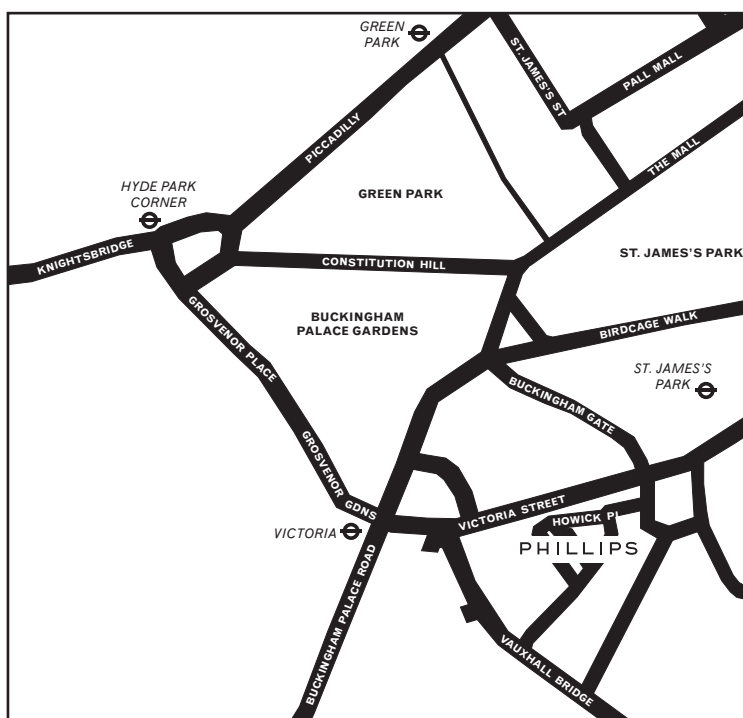 GREEN
PARK
ST. JAMES'S ST
PALL MALL
PICCADILLY
THE MALL
HYDE PARK
CORNER
GREEN PARK
KNIGHTSBRIDGE
CONSTITUTION HILL
ST. JAMES'S PARK
GROSVENOR PLACE
BUCKINGHAM
PALACE GARDENS
BIRDCAGE WALK
ST. JAMES'S
PARK
BUCKINGHAM GATE
GROSVENOR GDNS
VICTORIA STREET
HOWICK PL
VICTORIA
PHILLIPS
BUCKINGHAM PALACE ROAD
VAUXHALL BRIDGE